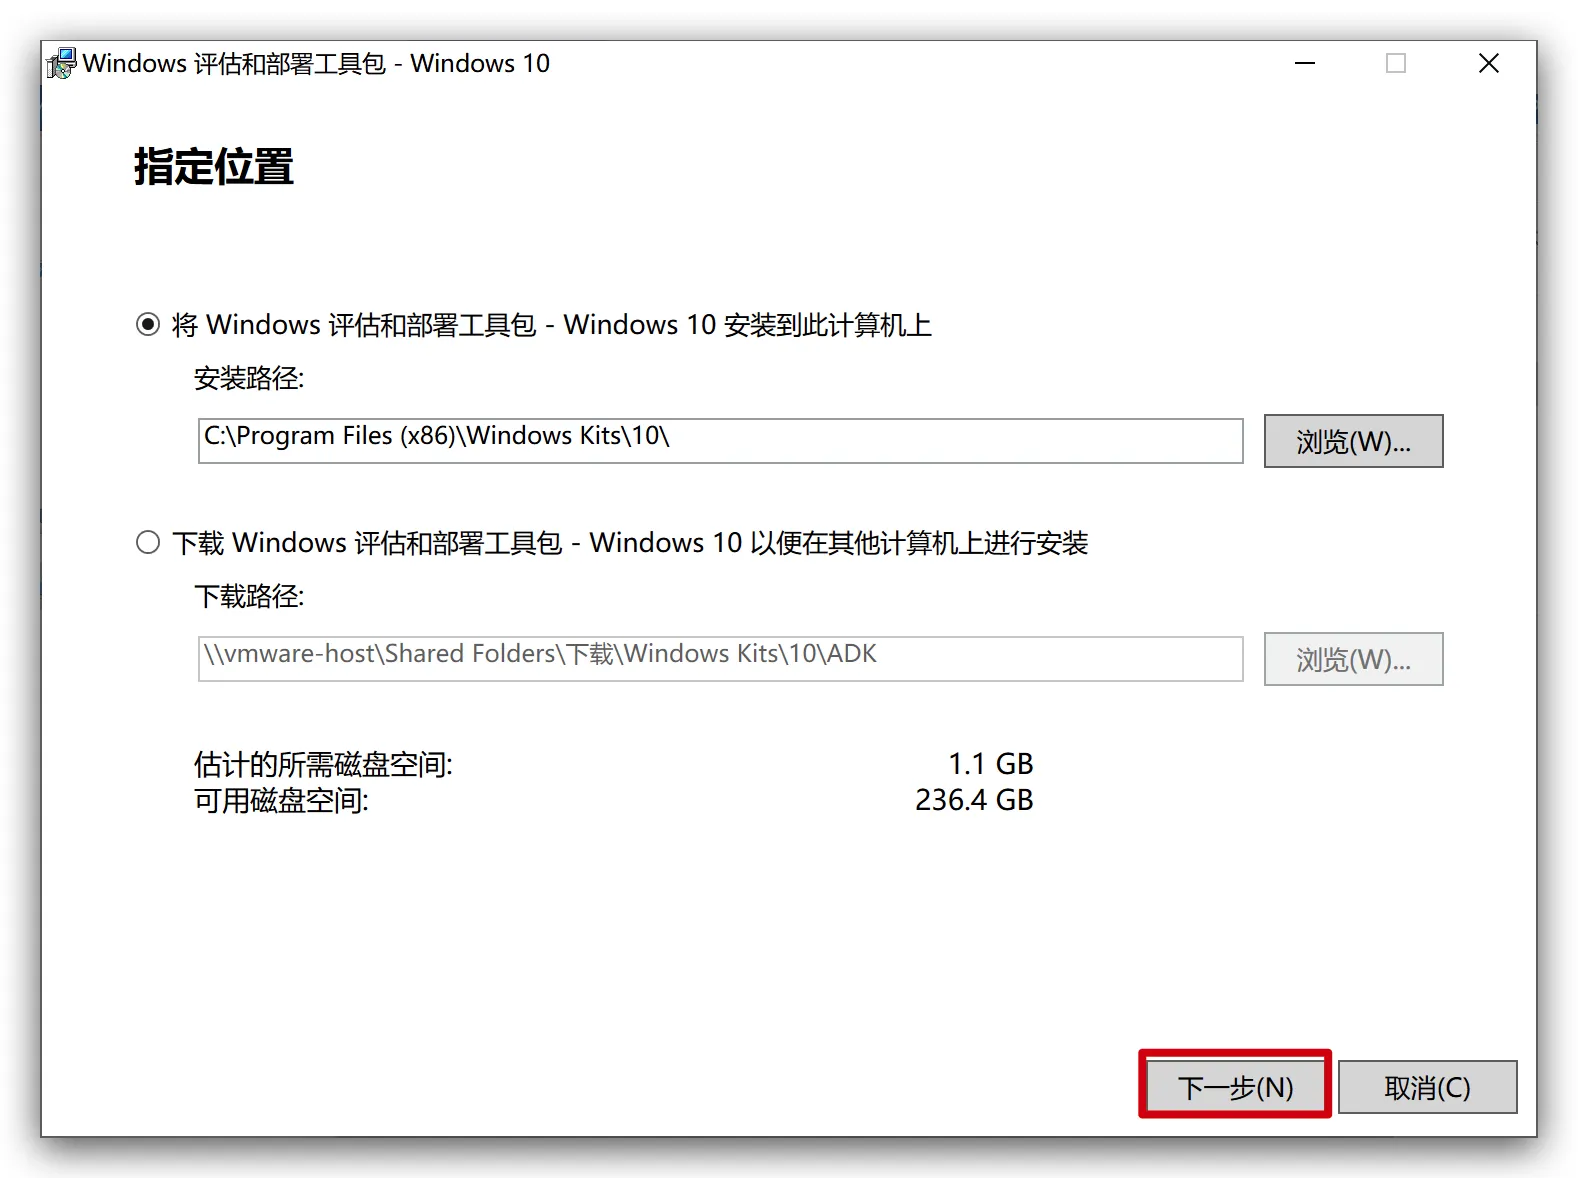 Windows 评估和部署工具包 - Windows 10
指定位置
将 Windows 评估和部署工具包 - Windows 10 安装到此计算机上
安装路径:
C:\Program Files (x86)\Windows Kits\10\
浏览(W)...
下载 Windows 评估和部署工具包 - Windows 10 以便在其他计算机上进行安装
下载路径:
\\vmware-host\Shared Folders\下载\Windows Kits\10\ADK
浏览(W)...
估计的所需磁盘空间: 1.1 GB
可用磁盘空间: 236.4 GB
下一步(N)
取消(C)